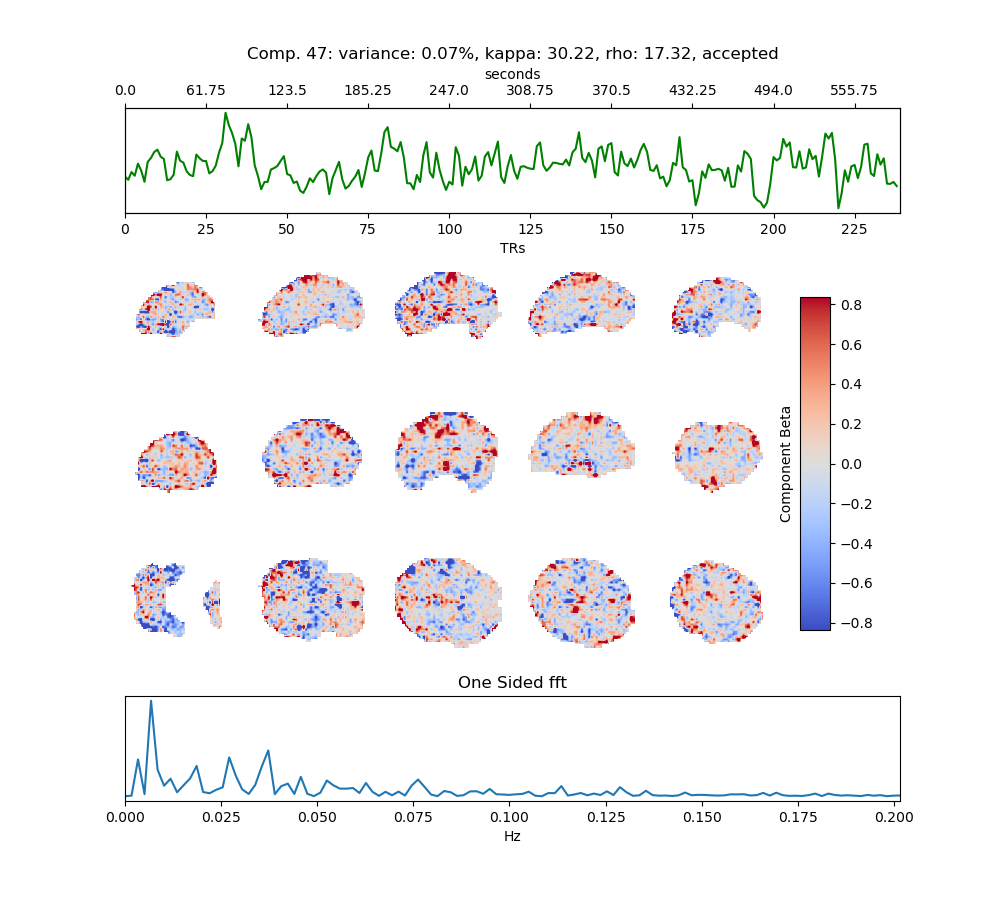 Comp. 47: variance: 0.07%, kappa: 30.22, rho: 17.32, accepted
seconds
0.0 61.75 123.5 185.25 247.0 308.75 370.5 432.25 494.0 555.75
0 25 50 75 100 125 150 175 200 225
TRs
0.8
0.6
0.4
0.2
0.0
−0.2
−0.4
−0.6
−0.8
Component Beta
One Sided fft
0.000 0.025 0.050 0.075 0.100 0.125 0.150 0.175 0.200
Hz